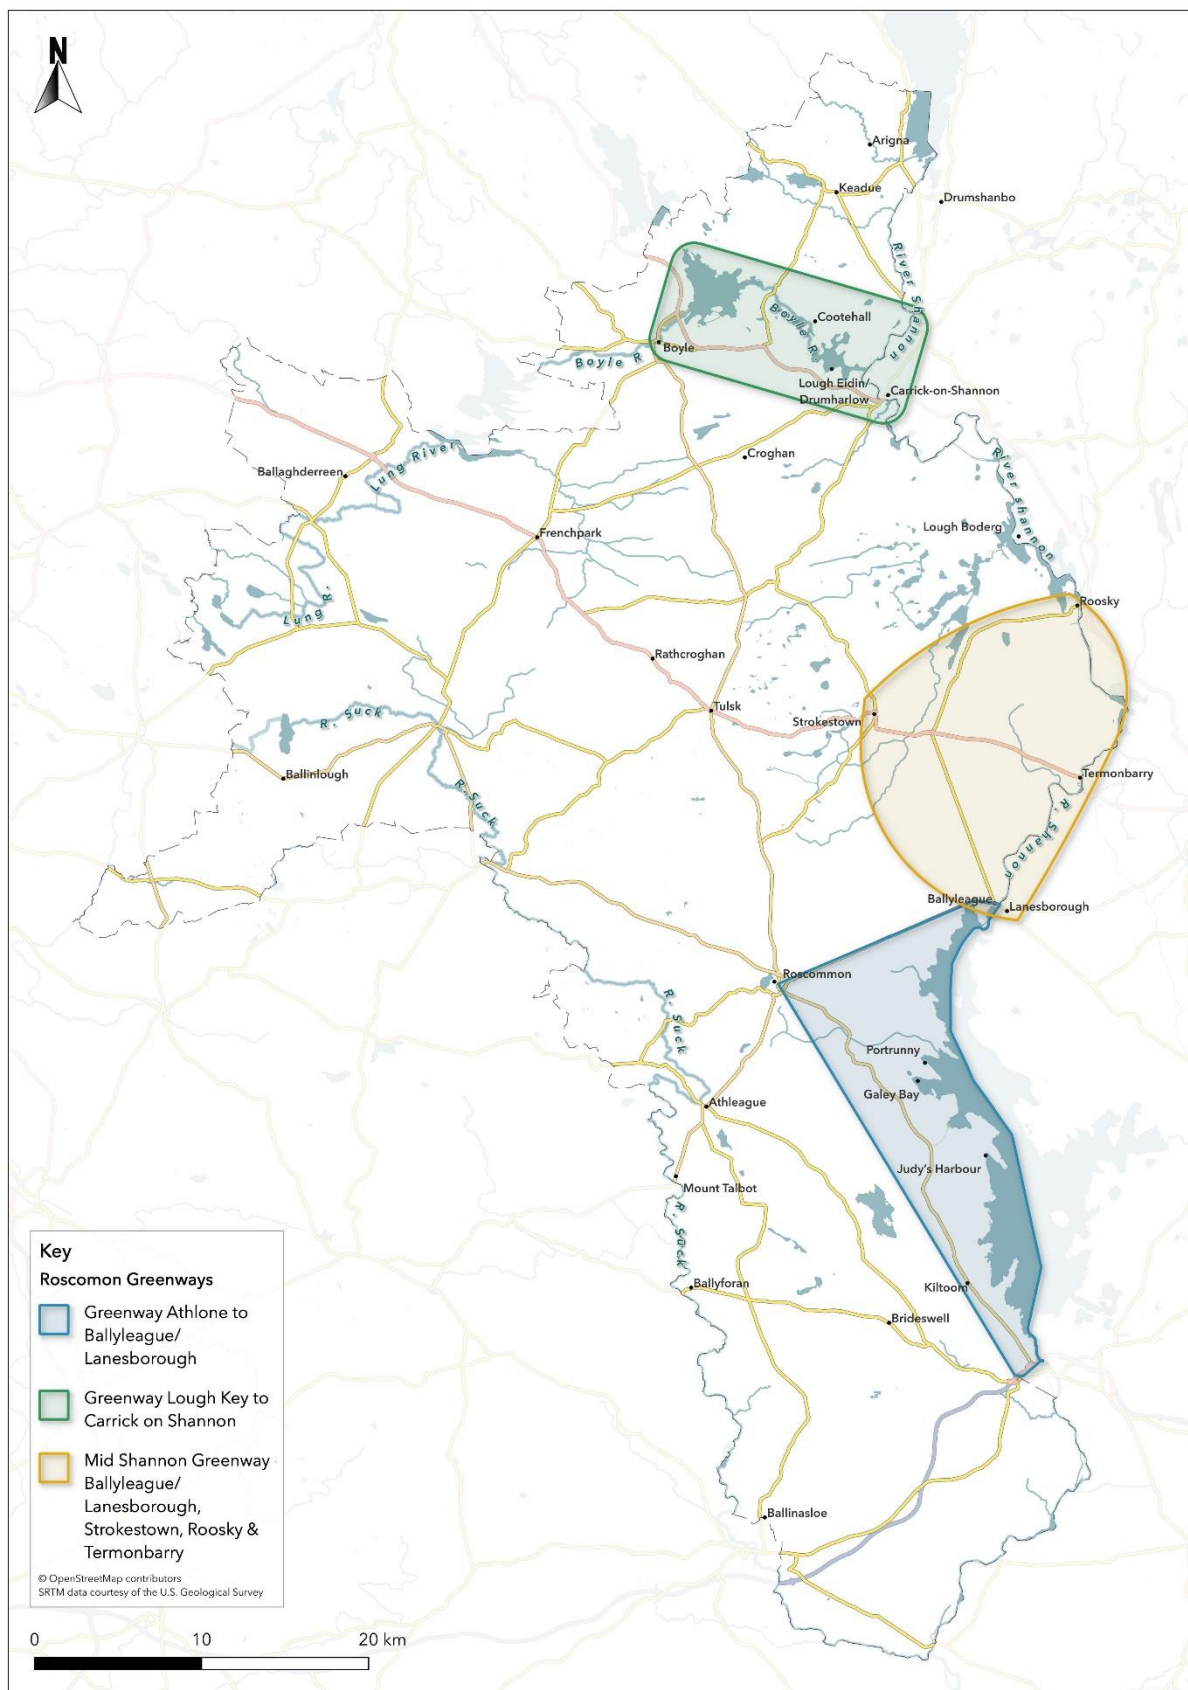 N
Arigna
Keadue
Drumshanbo
River Shannon
Cootehall
Boyle R.
Boyle
Boyle R
Lough Eidin/
Drumharlow
Carrick-on-Shannon
Croghan
River shannon
Lung River
Ballaghderreen
Lough Boderg
Frenchpark
Lung R.
Roosky
Rathcroghan
Tulsk
Strokestown
R. Suck
Ballinlough
Termonbarry
R. Suck
R. Shannon
Ballyleague
Lanesborough
Roscommon
R. Suck
Portrunny
Galey Bay
Athleague
Judy's Harbour
Mount Talbot
R. Suck
Ballyforan
Kiltoom
Brideswell
Ballinasloe
Key
Roscomon Greenways
Greenway Athlone to
Ballyleague/
Lanesborough
Greenway Lough Key to
Carrick on Shannon
Mid Shannon Greenway -
Ballyleague/
Lanesborough,
Strokestown, Roosky &
Termonbarry
© OpenStreetMap contributors
SRTM data courtesy of the U.S. Geological Survey
0 10 20 km